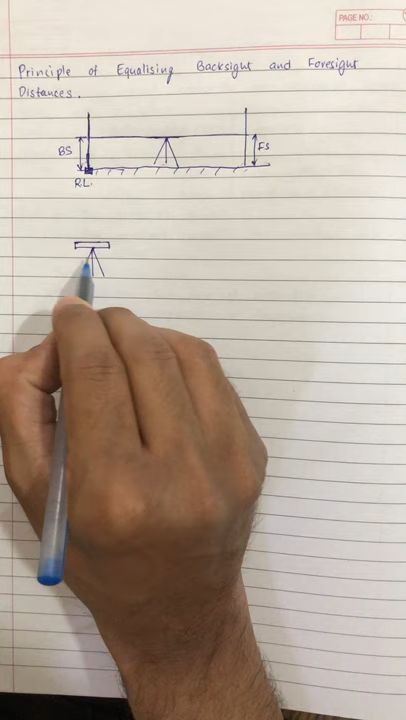 PAGE NO.:
Principle of Equalising Backsight and Foresight
Distances.
BS
FS
RL.